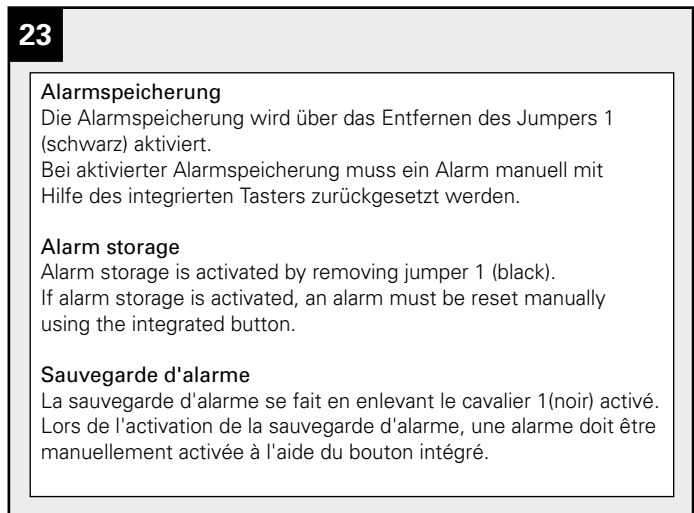 23
Alarmspeicherung
Die Alarmspeicherung wird über das Entfernen des Jumpers 1
(schwarz) aktiviert.
Bei aktivierter Alarmspeicherung muss ein Alarm manuell mit
Hilfe des integrierten Tasters zurückgesetzt werden.
Alarm storage
Alarm storage is activated by removing jumper 1 (black).
If alarm storage is activated, an alarm must be reset manually
using the integrated button.
Sauvegarde d'alarme
La sauvegarde d'alarme se fait en enlevant le cavalier 1(noir) activé.
Lors de l'activation de la sauvegarde d'alarme, une alarme doit être
manuellement activée à l'aide du bouton intégré.